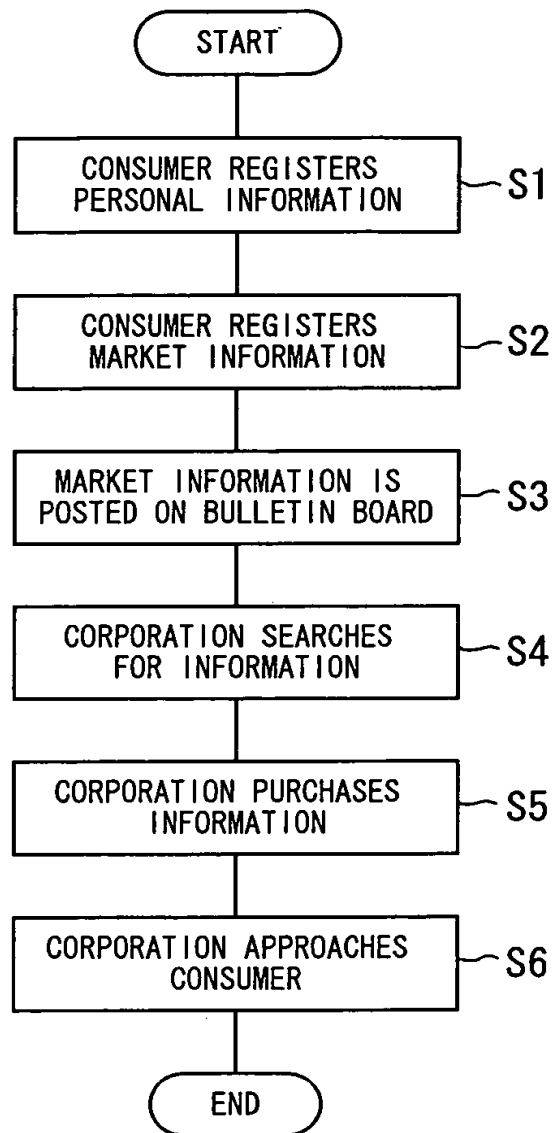 START
CONSUMER REGISTERS
PERSONAL INFORMATION
S1
CONSUMER REGISTERS
MARKET INFORMATION
S2
MARKET INFORMATION IS
POSTED ON BULLETIN BOARD
S3
CORPORATION SEARCHES
FOR INFORMATION
S4
CORPORATION PURCHASES
INFORMATION
S5
CORPORATION APPROACHES
CONSUMER
S6
END